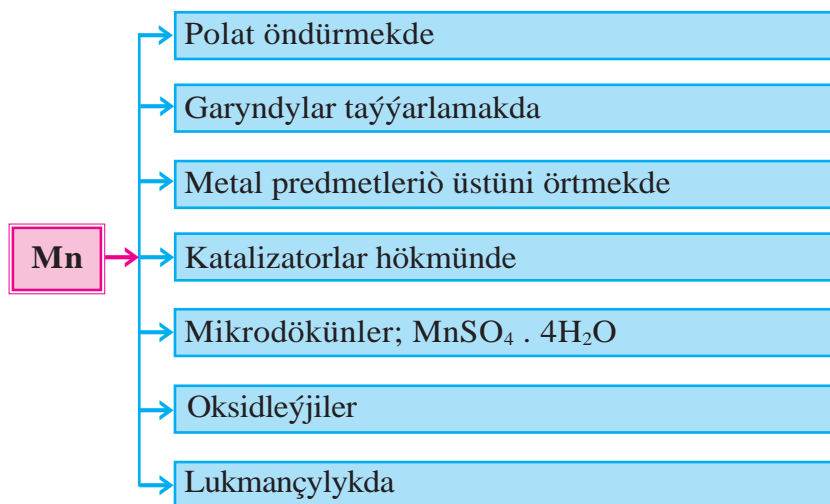 Polat öndürmekde
Garyndylar taýýarlamakda
Metal predmetleriò üstüni örtmekde
Mn
Katalizatorlar hökmünde
Mikrodökünler; MnSO₄ . 4H₂O
Oksidleýjiler
Lukmançylykda